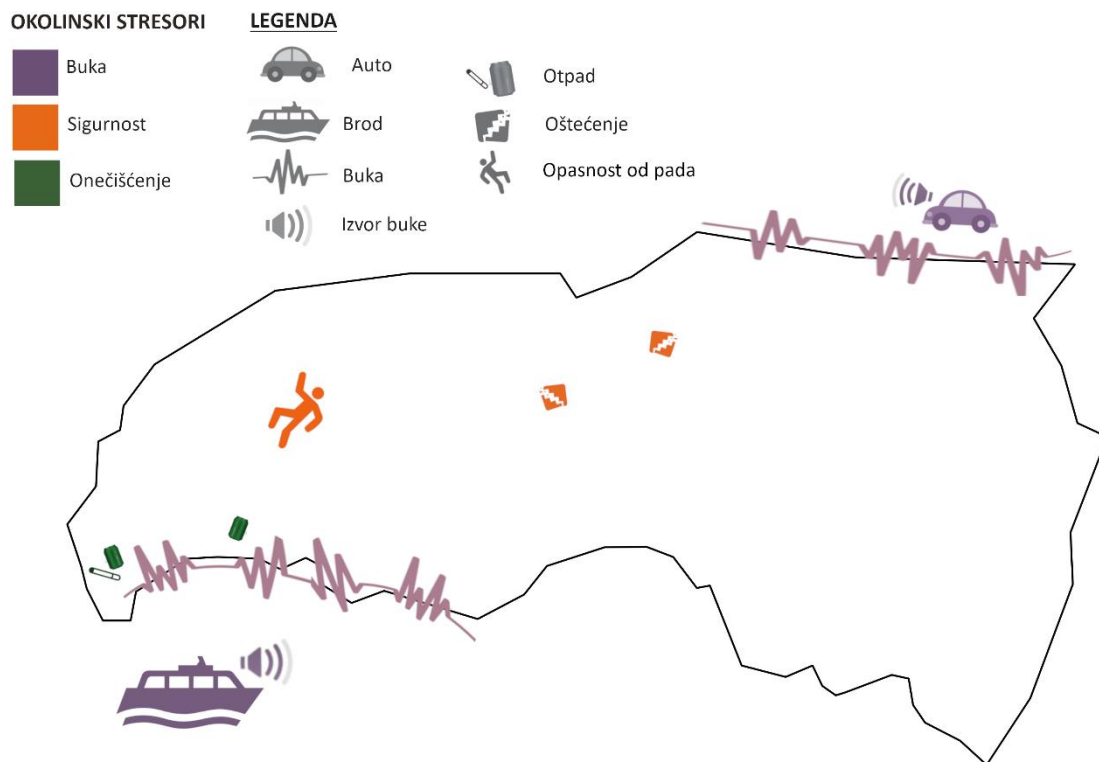 OKOLINSKI STRESORI
Buka
Sigurnost
Onečišćenje
LEGENDA
Auto
Brod
Buka
Izvor buke
Otpad
Oštećenje
Opasnost od pada